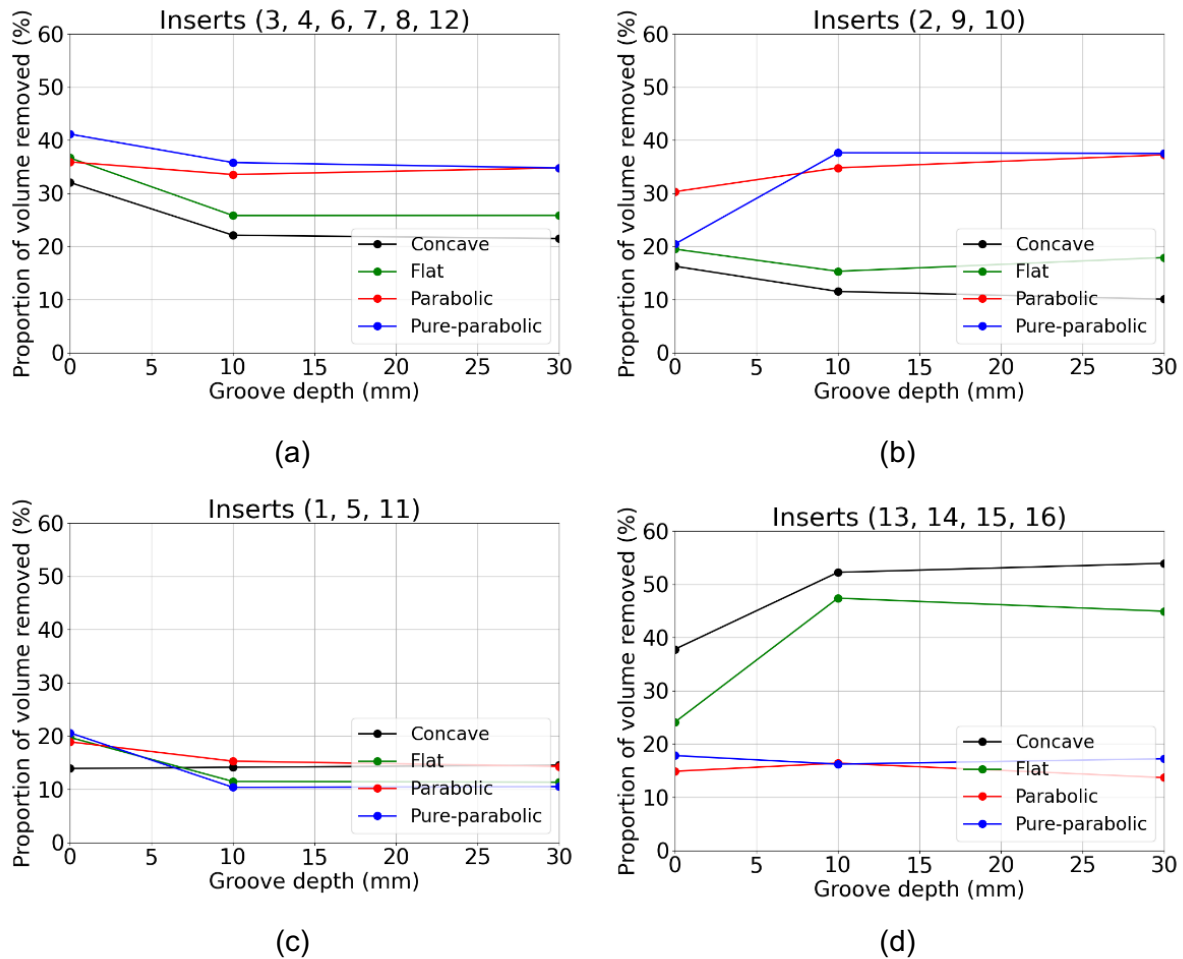 Inserts (3, 4, 6, 7, 8, 12)
Proportion of volume removed (%)
60
50
40
30
20
10
0
Concave
Flat
Parabolic
Pure-parabolic
0 5 10 15 20 25 30
Groove depth (mm)
(a)
Inserts (2, 9, 10)
Proportion of volume removed (%)
60
50
40
30
20
10
0
Concave
Flat
Parabolic
Pure-parabolic
0 5 10 15 20 25 30
Groove depth (mm)
(b)
Inserts (1, 5, 11)
Proportion of volume removed (%)
60
50
40
30
20
10
0
Concave
Flat
Parabolic
Pure-parabolic
0 5 10 15 20 25 30
Groove depth (mm)
(c)
Inserts (13, 14, 15, 16)
Proportion of volume removed (%)
60
50
40
30
20
10
0
Concave
Flat
Parabolic
Pure-parabolic
0 5 10 15 20 25 30
Groove depth (mm)
(d)